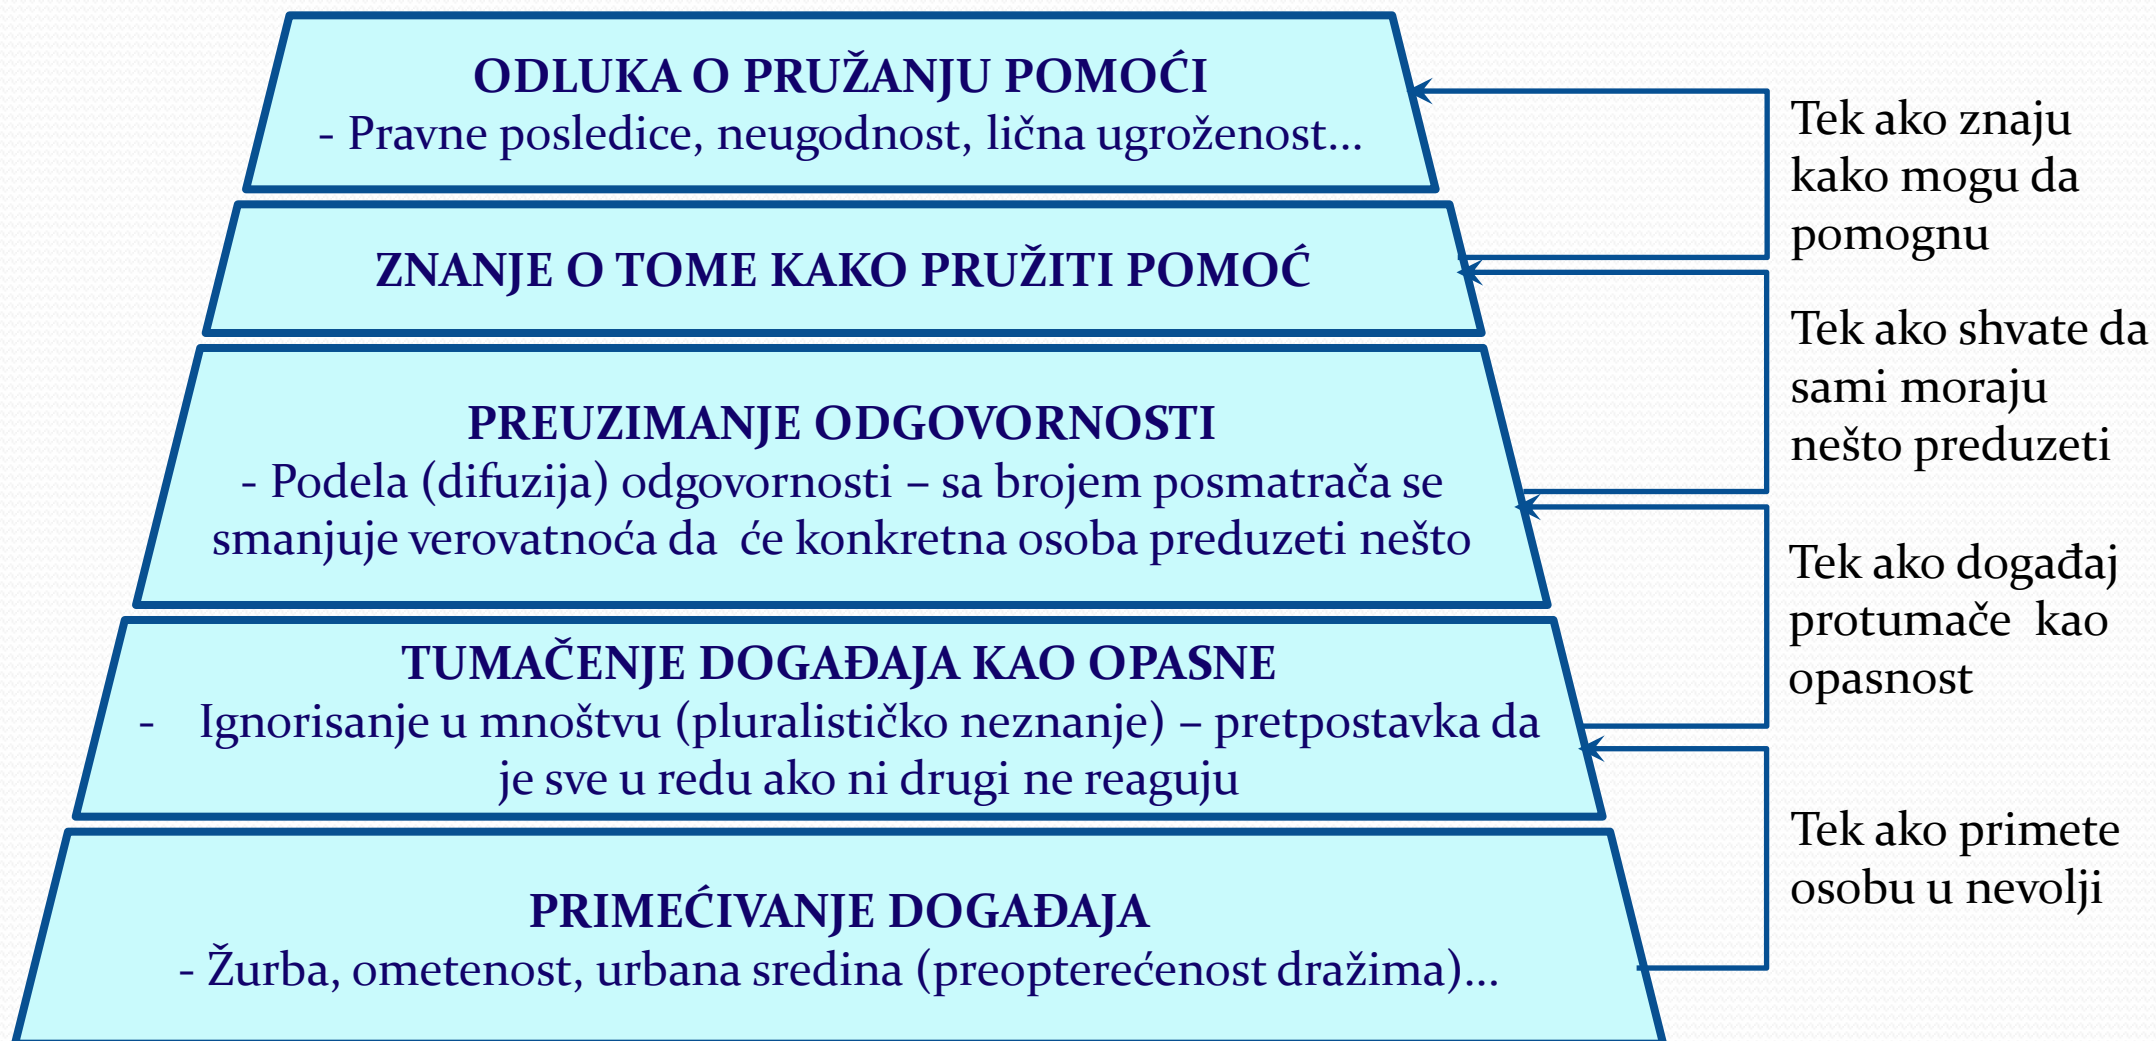 ODLUKA O PRUŽANJU POMOĆI
- Pravne posledice, neugodnost, lična ugroženost...
Tek ako znaju
kako mogu da
pomognu
ZNANJE O TOME KAKO PRUŽITI POMOĆ
Tek ako shvate da
sami moraju
nešto preduzeti
PREUZIMANJE ODGOVORNOSTI
- Podela (difuzija) odgovornosti – sa brojem posmatrača se
smanjuje verovatnoća da  će konkretna osoba preduzeti nešto
Tek ako događaj
protumače  kao
opasnost
TUMAČENJE DOGAĐAJA KAO OPASNE
-   Ignorisanje u mnoštvu (pluralističko neznanje) – pretpostavka da
je sve u redu ako ni drugi ne reaguju
Tek ako primete
osobu u nevolji
PRIMEĆIVANJE DOGAĐAJA
- Žurba, ometenost, urbana sredina (preopterećenost dražima)...